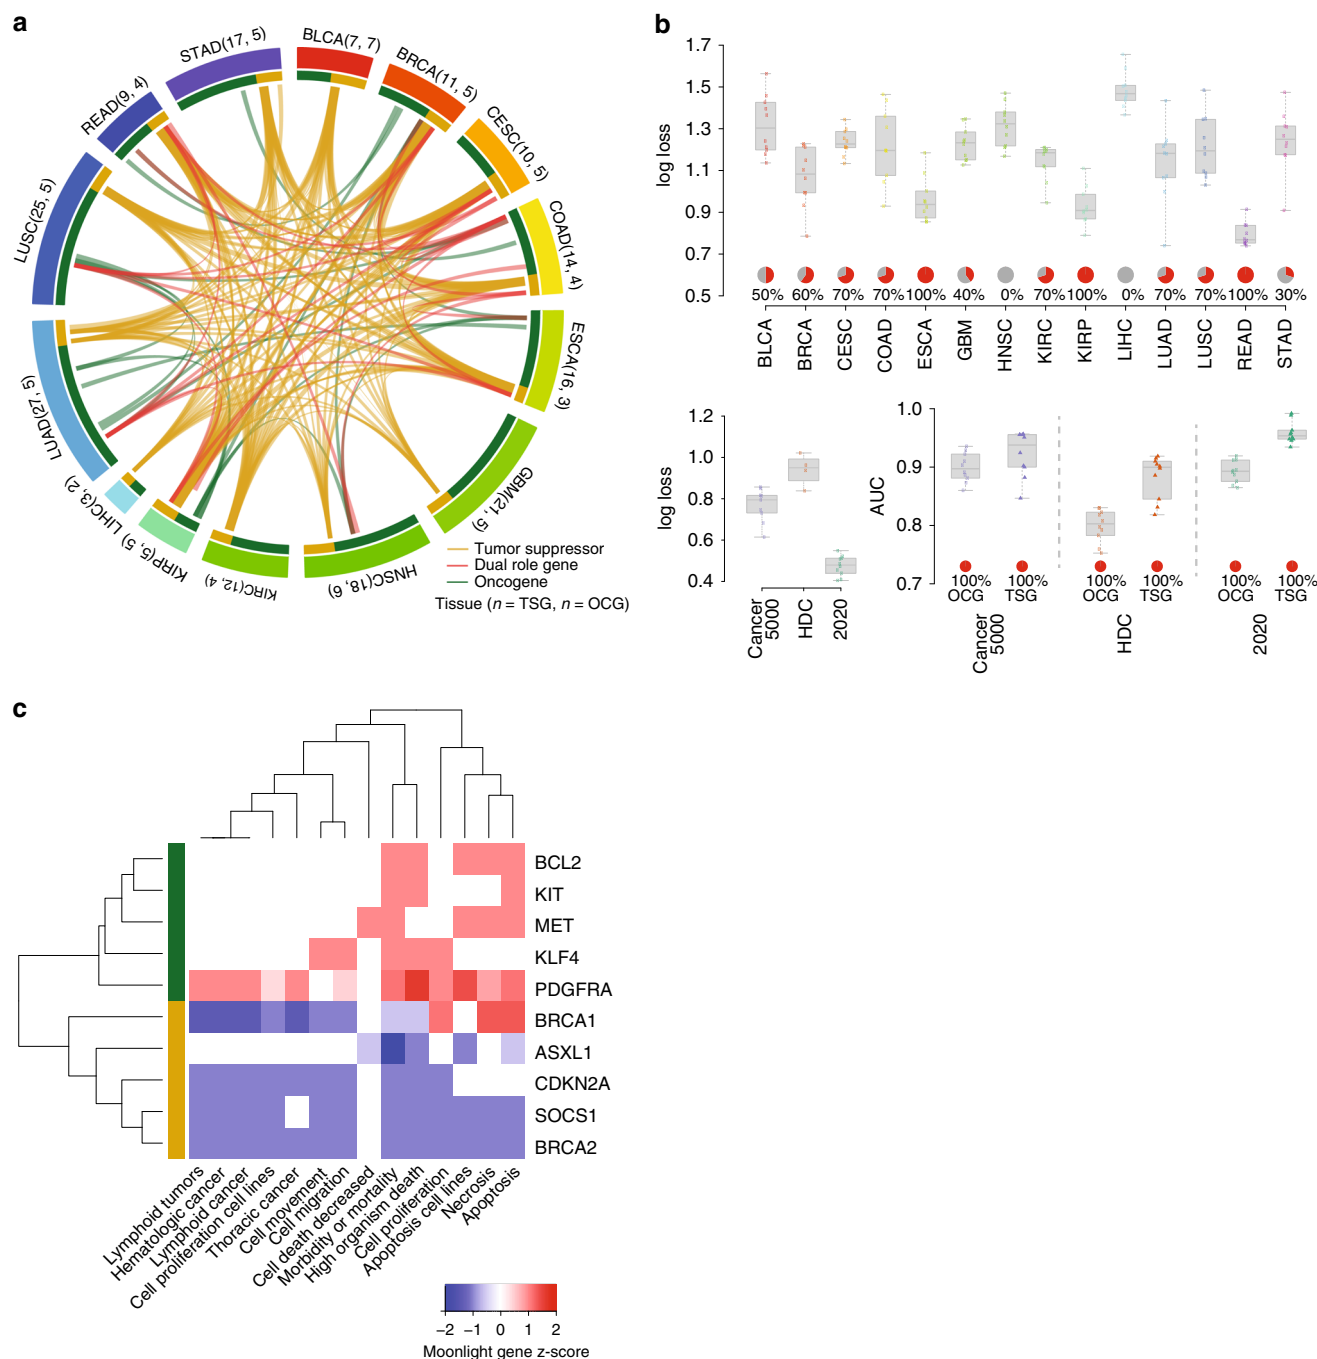 a
STAD(17, 5)
BLCA(7, 7)
BRCA(11, 5)
CESC(10, 5)
COAD(14, 4)
ESCA(16, 3)
GBM(21, 5)
HNSC(18, 6)
KIRC(12, 4)
KIRP(5, 5)
LIHC(3, 2)
LUAD(27, 5)
LUSC(25, 5)
READ(9, 4)
Tumor suppressor
Dual role gene
Oncogene
Tissue (n = TSG, n = OCG)
b
log loss
1.7
1.5
1.3
1.1
0.9
0.7
0.5
50% 60% 70% 70% 100% 40% 0% 70% 100% 0% 70% 70% 100% 30%
BLCA
BRCA
CESC
COAD
ESCA
GBM
HNSC
KIRC
KIRP
LIHC
LUAD
LUSC
READ
STAD
log loss
1.2
1.0
0.8
0.6
0.4
Cancer
5000
HDC
2020
AUC
1.0
0.9
0.8
0.7
100% 100% 100% 100% 100% 100%
OCG TSG OCG TSG OCG TSG
Cancer
5000
HDC
2020
c
BCL2
KIT
MET
KLF4
PDGFRA
BRCA1
ASXL1
CDKN2A
SOCS1
BRCA2
Lymphoid tumors
Hematologic cancer
Lymphoid cancer
Cell proliferation cell lines
Thoracic cancer
Cell movement
Cell migration
Cell death decreased
Morbidity or mortality
High organism death
Cell proliferation
Apoptosis cell lines
Necrosis
Apoptosis
−2 −1 0 1 2
Moonlight gene z-score